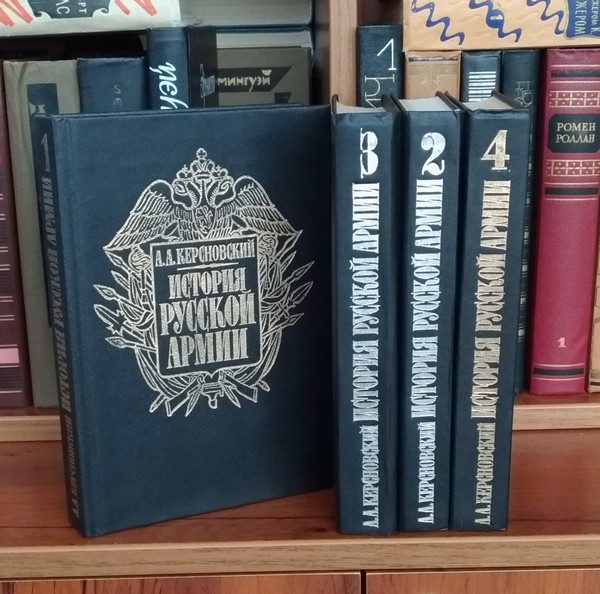 1
ИСТОРИЯ РУССКОЙ АРМИИ
А.А.КЕРСНОВСКИЙ
А.А.КЕРСНОВСКИЙ
ИСТОРИЯ
РУССКОЙ
АРМИИ
3
ИСТОРИЯ РУССКОЙ АРМИИ
А.А.КЕРСНОВСКИЙ
2
ИСТОРИЯ РУССКОЙ АРМИИ
А.А.КЕРСНОВСКИЙ
4
ИСТОРИЯ РУССКОЙ АРМИИ
А.А.КЕРСНОВСКИЙ
МИНГУЭЙ
РОМЕН
РОЛЛАН
1